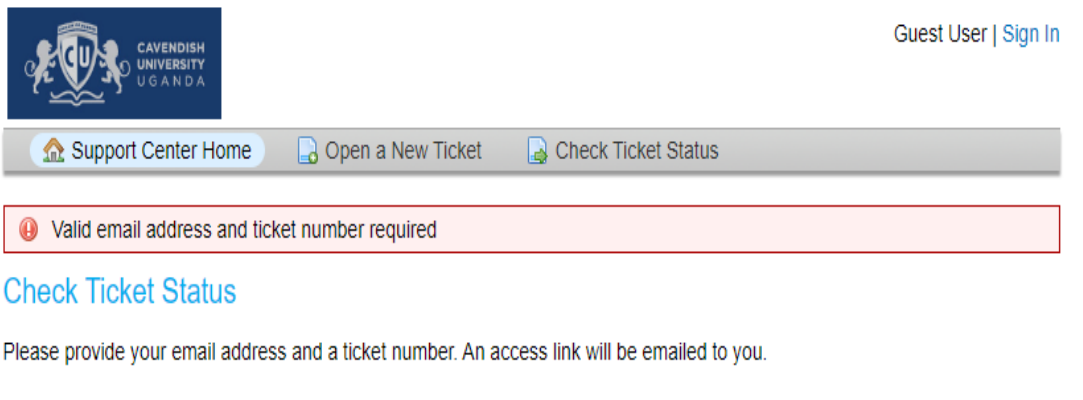 CU
CAVENDISH
UNIVERSITY
UGANDA
Guest User | Sign In
Support Center Home
Open a New Ticket
Check Ticket Status
Valid email address and ticket number required
Check Ticket Status
Please provide your email address and a ticket number. An access link will be emailed to you.